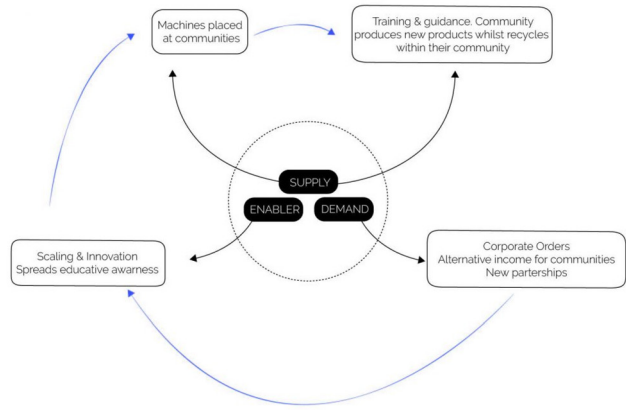 Machines placed
at communities
Training & guidance. Community
produces new products whilst recycles
within their community
SUPPLY
ENABLER
DEMAND
Scaling & Innovation
Spreads educative awarness
Corporate Orders
Alternative income for communities
New parterships